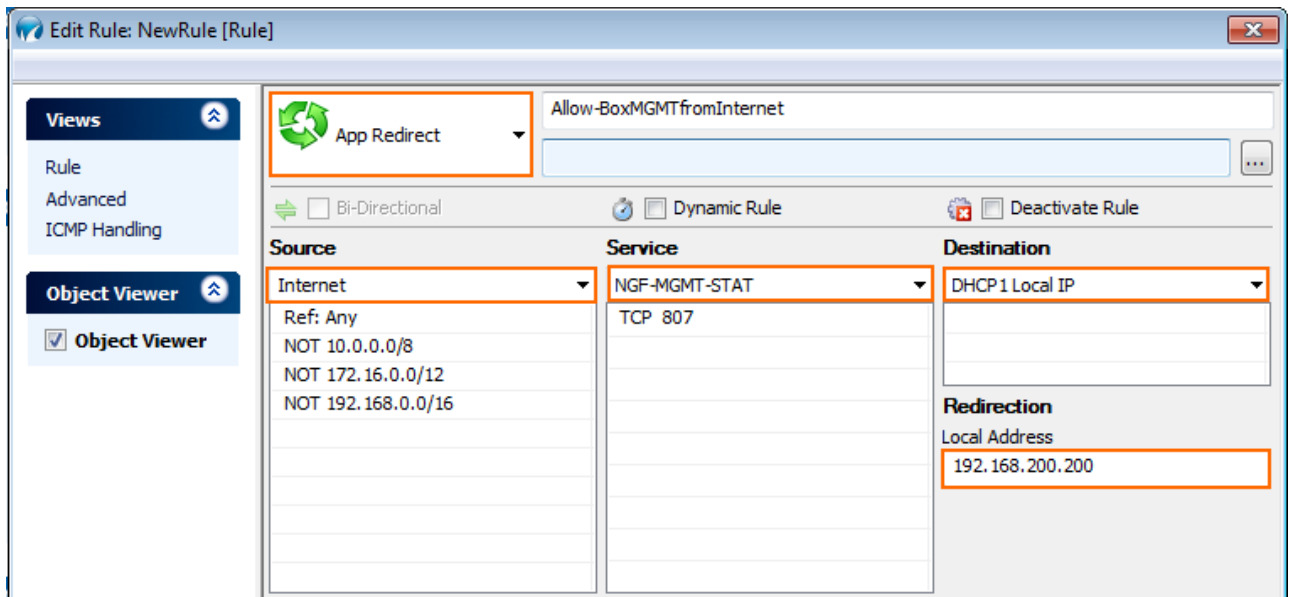 Edit Rule: NewRule [Rule]
Views
Rule
Advanced
ICMP Handling
Object Viewer
Object Viewer
App Redirect
Allow-BoxMGMTfromInternet
...
Bi-Directional
Dynamic Rule
Deactivate Rule
Source
Internet
Ref: Any
NOT 10.0.0.0/8
NOT 172.16.0.0/12
NOT 192.168.0.0/16
Service
NGF-MGMT-STAT
TCP 807
Destination
DHCP1 Local IP
Redirection
Local Address
192.168.200.200